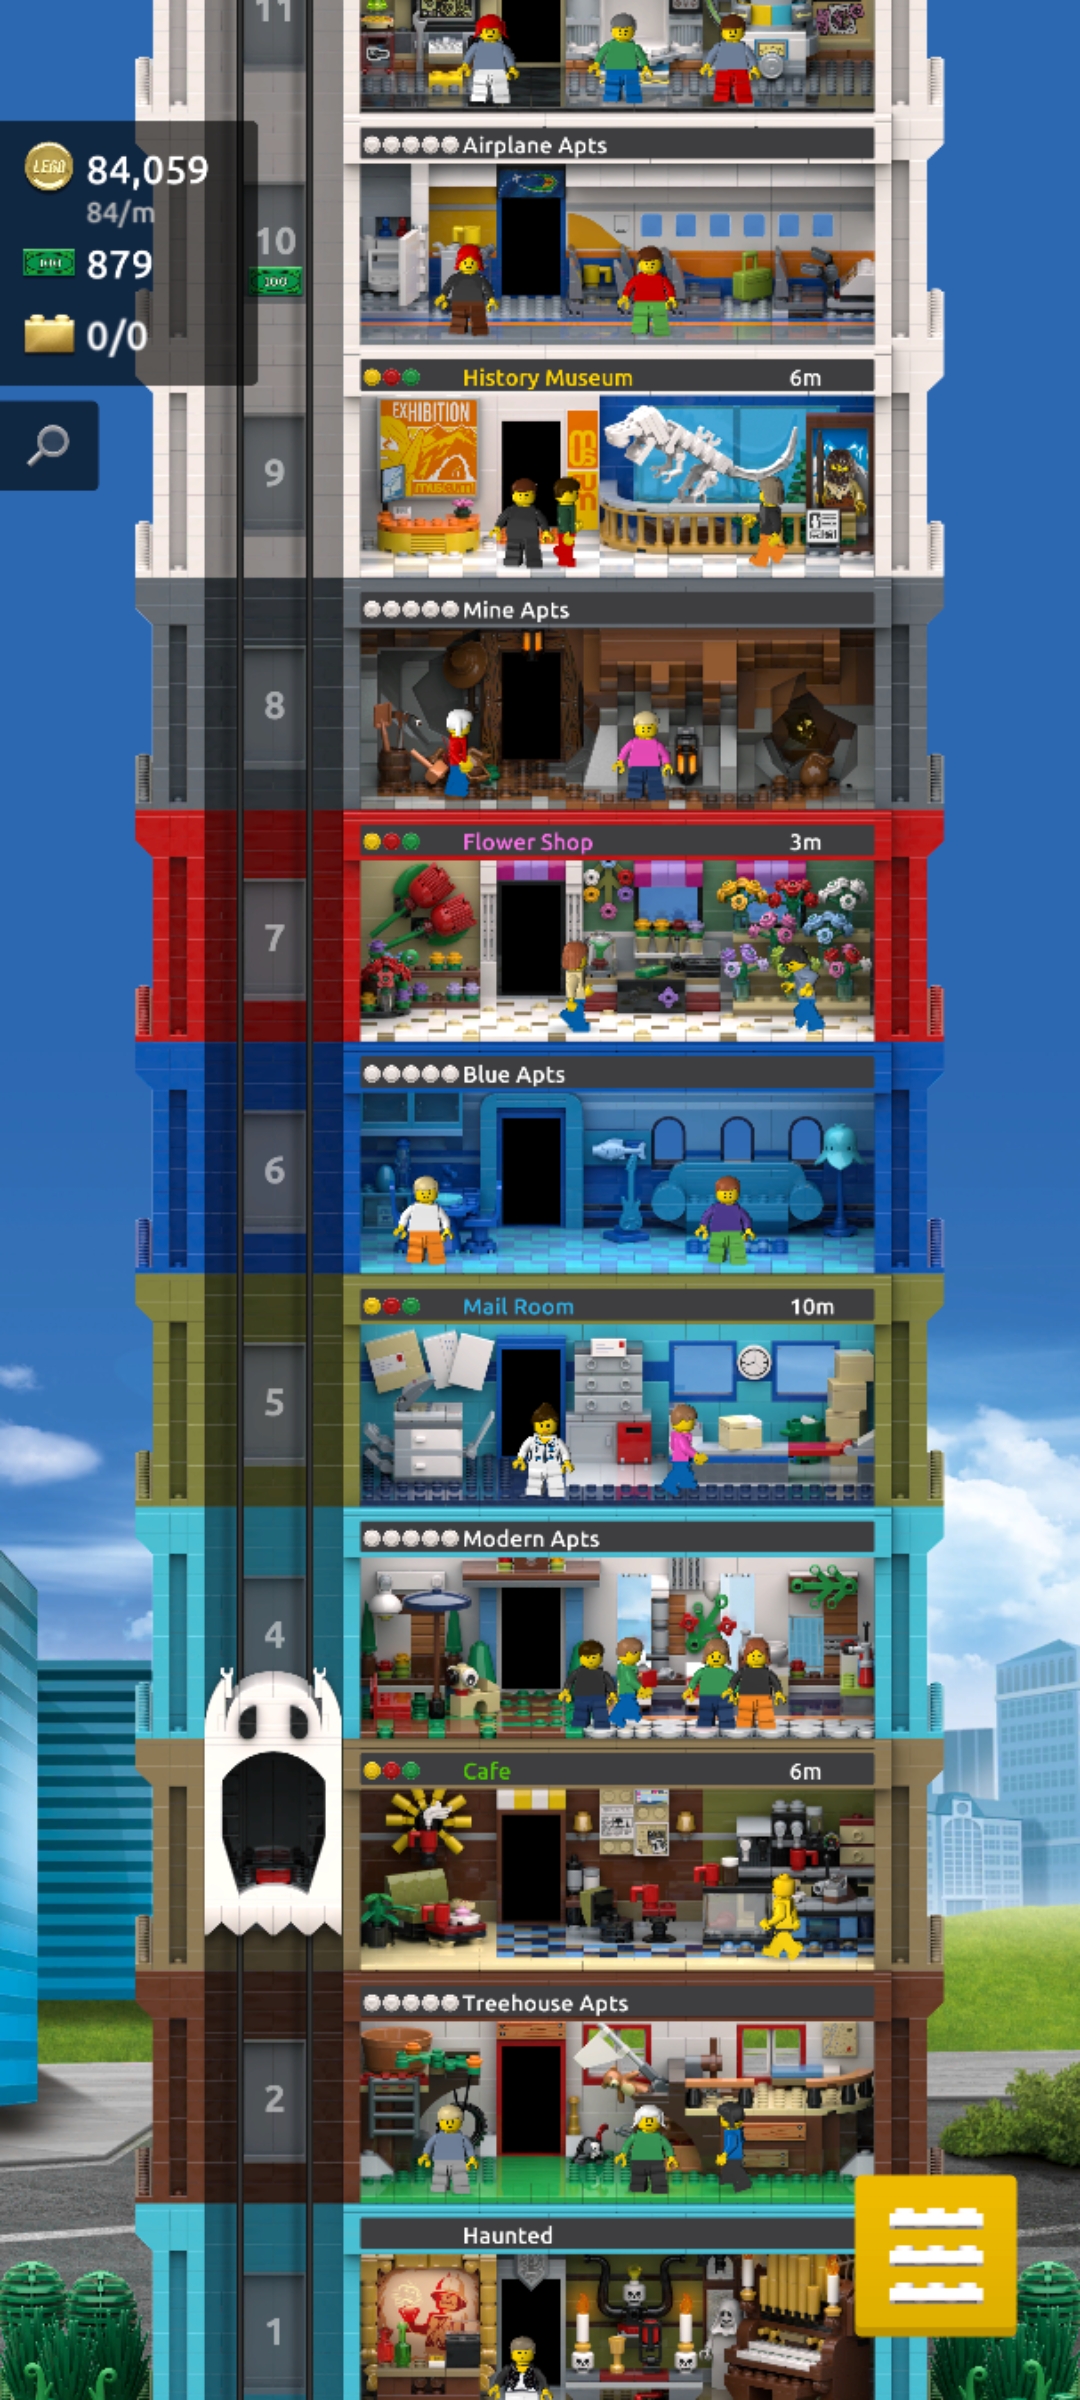 11
Airplane Apts
LEGO 84,059
84/m
10
100
100 879
0/0
History Museum 6m
EXHIBITION
museum
9
Mine Apts
8
Flower Shop 3m
7
Blue Apts
6
Mail Room 10m
5
Modern Apts
4
Cafe 6m
Treehouse Apts
2
Haunted
1